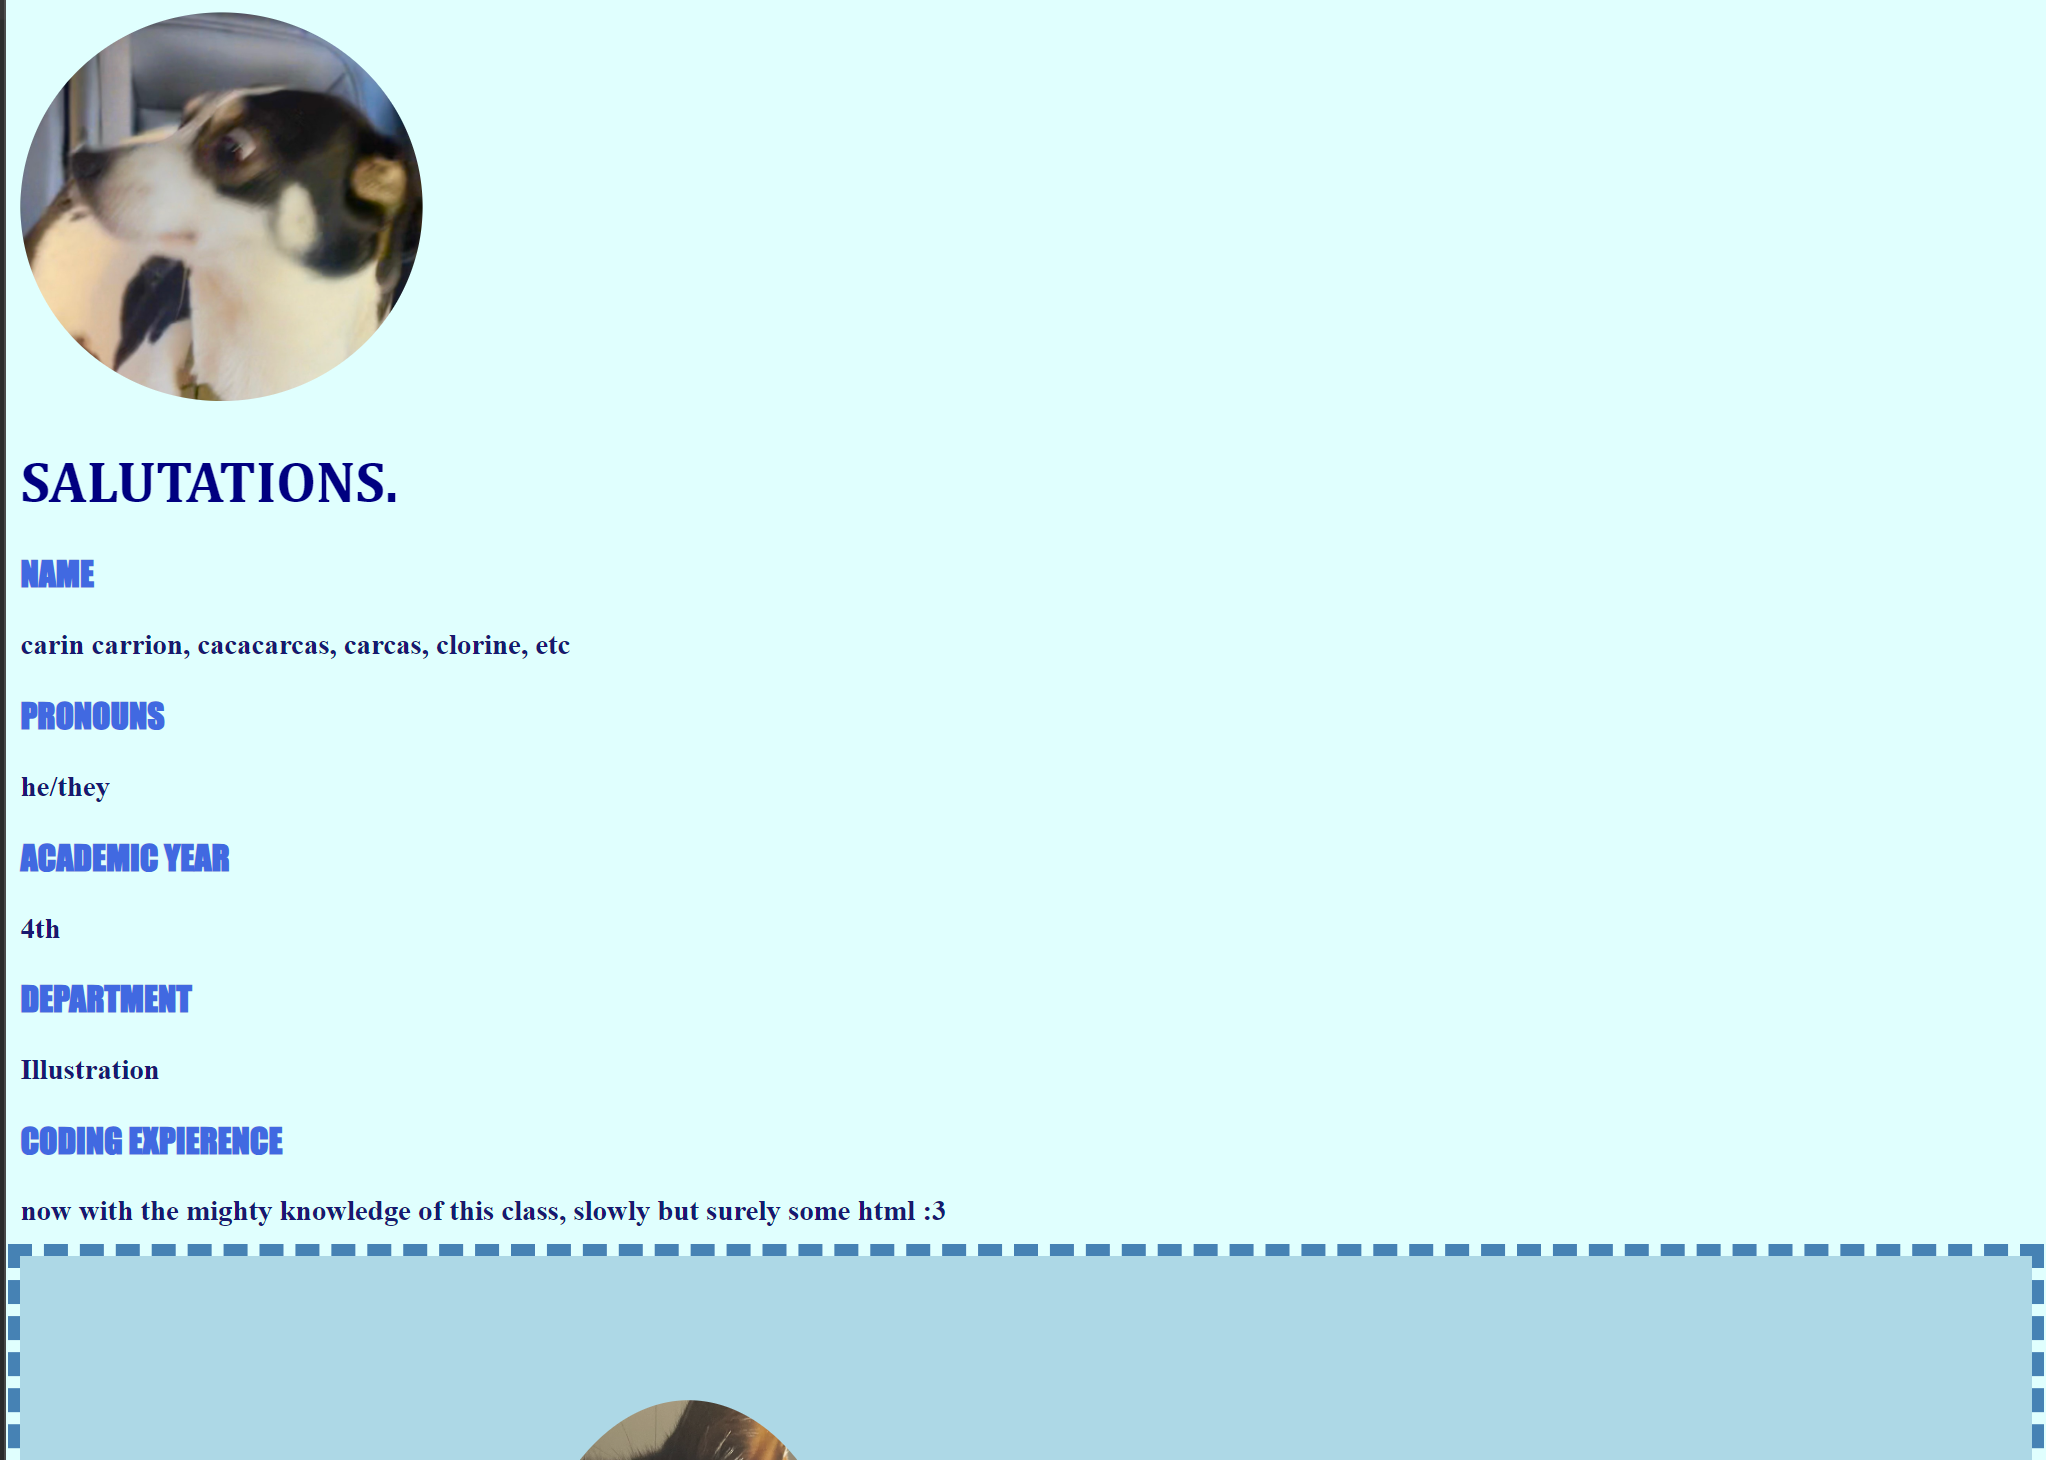 SALUTATIONS.
NAME
carin carrion, cacacarcas, carcas, clorine, etc
PRONOUNS
he/they
ACADEMIC YEAR
4th
DEPARTMENT
Illustration
CODING EXPIERENCE
now with the mighty knowledge of this class, slowly but surely some html :3